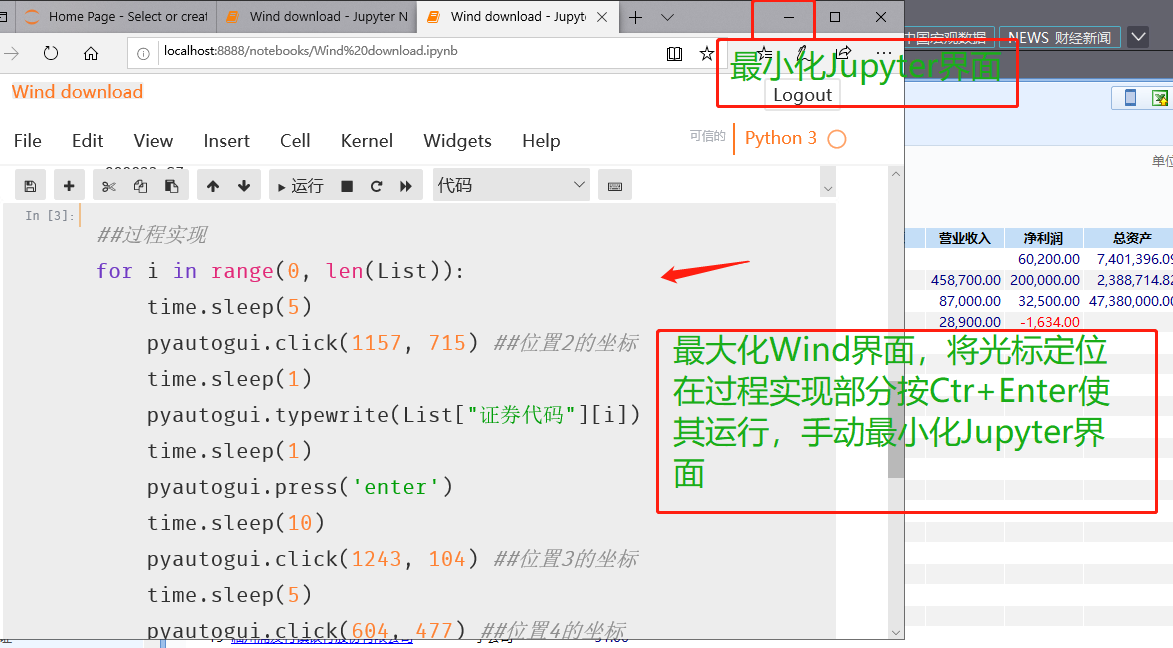 Home Page - Select or creat
Wind download - Jupyter N
Wind download - Jupyte
localhost:8888/notebooks/Wind%20download.ipynb
中国宏观数据
NEWS 财经新闻
最小化Jupyter界面
Wind download
Logout
File Edit View Insert Cell Kernel Widgets Help
可信的
Python 3
运行
代码
单位
In [3]:
##过程实现
for i in range(0, len(List)):
time.sleep(5)
pyautogui.click(1157, 715) ##位置2的坐标
time.sleep(1)
pyautogui.typewrite(List["证券代码"][i])
time.sleep(1)
pyautogui.press('enter')
time.sleep(10)
pyautogui.click(1243, 104) ##位置3的坐标
time.sleep(5)
pyautogui.click(604, 477) ##位置4的坐标
营业收入 净利润 总资产
60,200.00 7,401,396.09
458,700.00 200,000.00 2,388,714.82
87,000.00 32,500.00 47,380,000.00
28,900.00 -1,634.00
最大化Wind界面，将光标定位
在过程实现部分按Ctr+Enter使
其运行，手动最小化Jupyter界
面